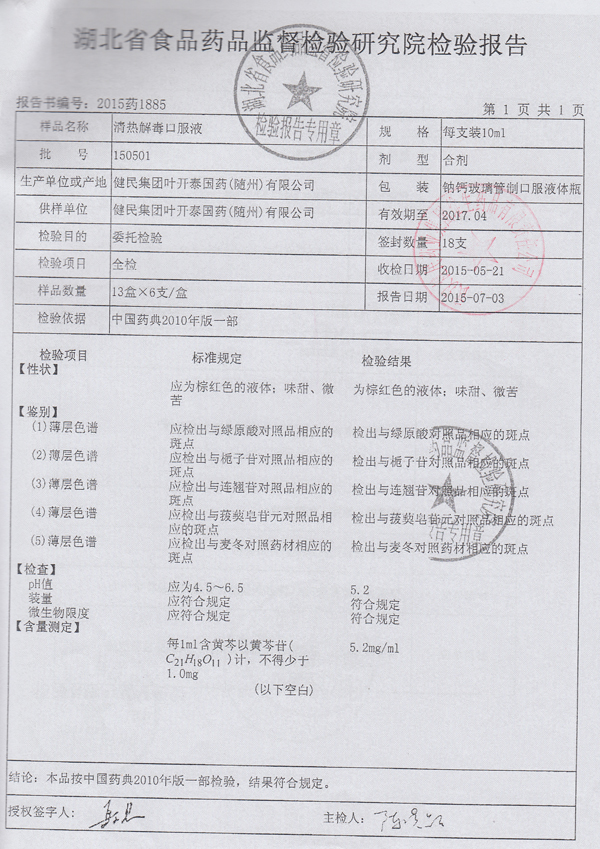 湖北省食品药品监督检验研究院检验报告
报告书编号：2015药1885
第 1 页 共 1 页
样品名称 清热解毒口服液 规 格 每支装10ml
批 号 150501 剂 型 合剂
生产单位或产地 健民集团叶开泰国药(随州)有限公司 包 装 钠钙玻璃管制口服液体瓶
供样单位 健民集团叶开泰国药(随州)有限公司 有效期至 2017.04
检验目的 委托检验 签封数量 18支
检验项目 全检 收检日期 2015-05-21
样品数量 13盒×6支/盒 报告日期 2015-07-03
检验依据 中国药典2010年版一部
检验项目 标准规定 检验结果
【性状】
应为棕红色的液体；味甜、微 为棕红色的液体；味甜、微苦
苦
【鉴别】
(1)薄层色谱 应检出与绿原酸对照品相应的 检出与绿原酸对照品相应的斑点
斑点
(2)薄层色谱 应检出与栀子苷对照品相应的 检出与栀子苷对照品相应的斑点
斑点
(3)薄层色谱 应检出与连翘苷对照品相应的 检出与连翘苷对照品相应的斑点
斑点
(4)薄层色谱 应检出与菝葜皂苷元对照品相 检出与菝葜皂苷元对照品相应的斑点
应的斑点
(5)薄层色谱 应检出与麦冬对照药材相应的 检出与麦冬对照药材相应的斑点
斑点
【检查】
pH值 应为4.5～6.5 5.2
装量 应符合规定 符合规定
微生物限度 应符合规定 符合规定
【含量测定】
每1ml含黄芩以黄芩苷( 5.2mg/ml
C21H18O11 )计，不得少于
1.0mg
(以下空白)
结论：本品按中国药典2010年版一部检验，结果符合规定。
授权签字人： 主检人：
湖北省食品药品监督检验研究院
检验报告专用章
品监督检验研究院
告专用章